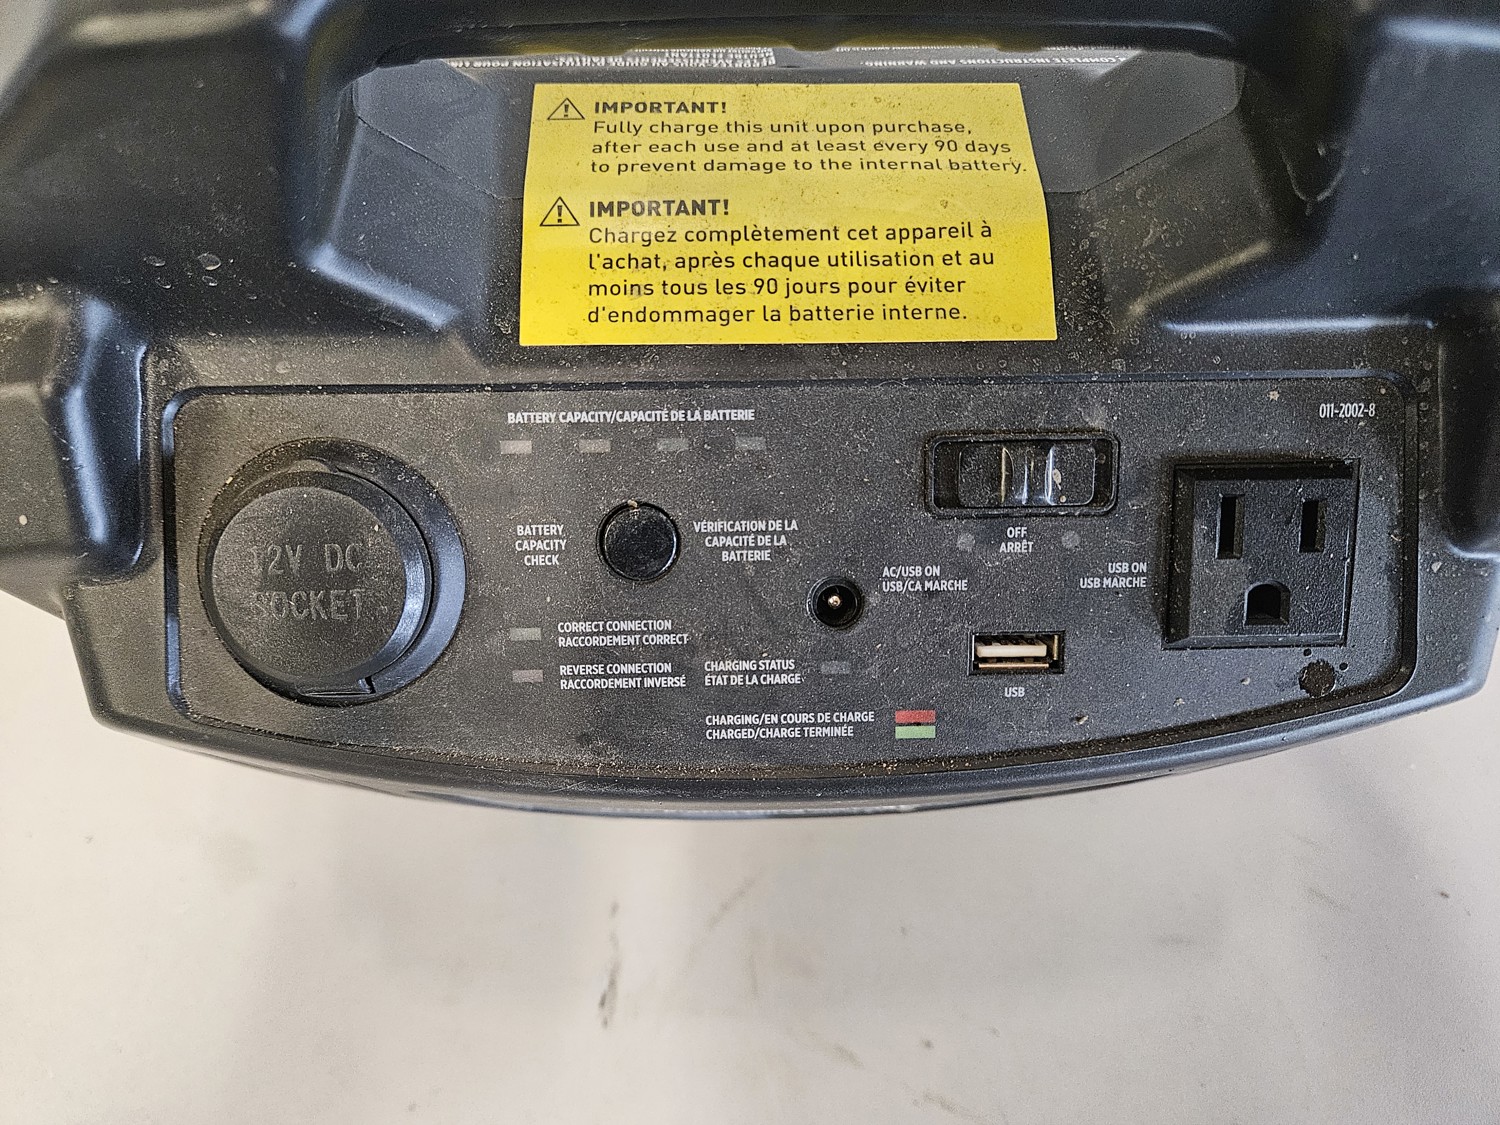 COMPLETE INSTRUCTIONS AND WARNING.
IMPORTANT!
Fully charge this unit upon purchase,
after each use and at least every 90 days
to prevent damage to the internal battery.
IMPORTANT!
Chargez complètement cet appareil à
l'achat, après chaque utilisation et au
moins tous les 90 jours pour éviter
d'endommager la batterie interne.
BATTERY CAPACITY/CAPACITÉ DE LA BATTERIE
011-2002-8
12V DC
SOCKET
BATTERY
CAPACITY
CHECK
VÉRIFICATION DE LA
CAPACITÉ DE LA
BATTERIE
OFF
ARRÊT
AC/USB ON
USB/CA MARCHE
USB ON
USB MARCHE
CORRECT CONNECTION
RACCORDEMENT CORRECT
REVERSE CONNECTION
RACCORDEMENT INVERSÉ
CHARGING STATUS
ÉTAT DE LA CHARGE
USB
CHARGING/EN COURS DE CHARGE
CHARGED/CHARGE TERMINÉE